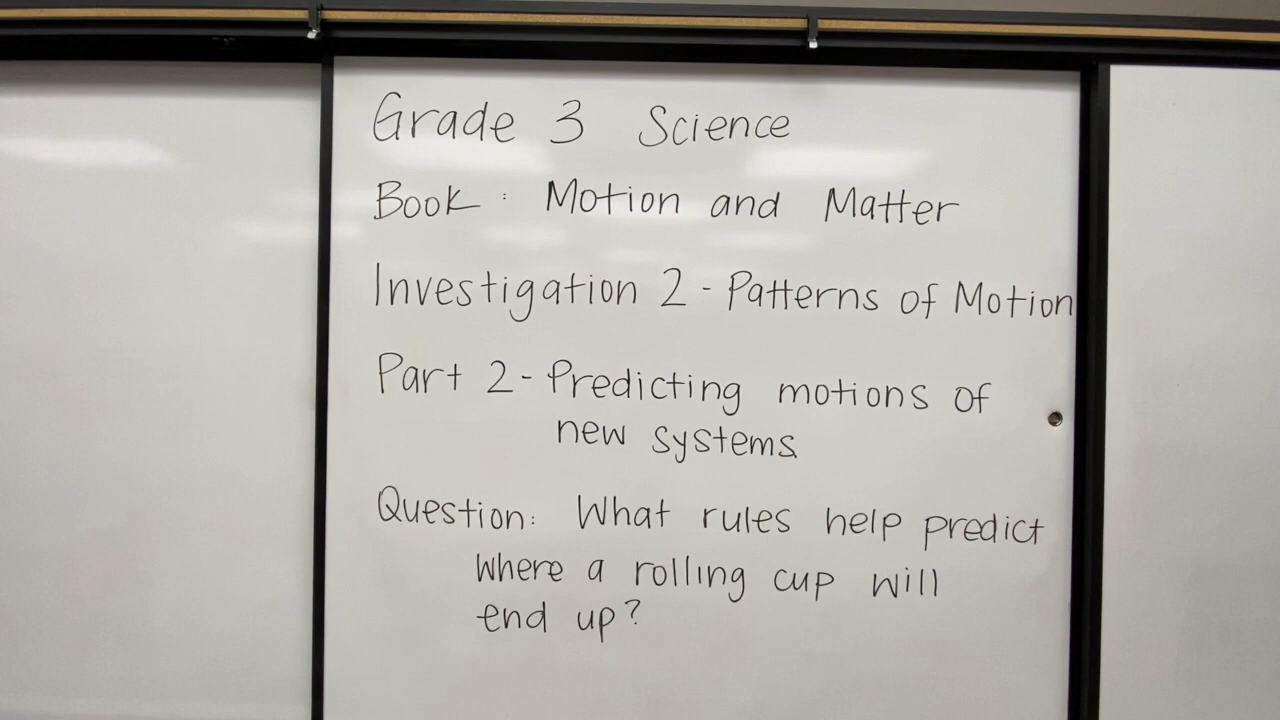 Grade 3 Science
Book: Motion and Matter
Investigation 2 - Patterns of Motion
Part 2 - Predicting motions of
new systems.
Question: What rules help predict
where a rolling cup will
end up?